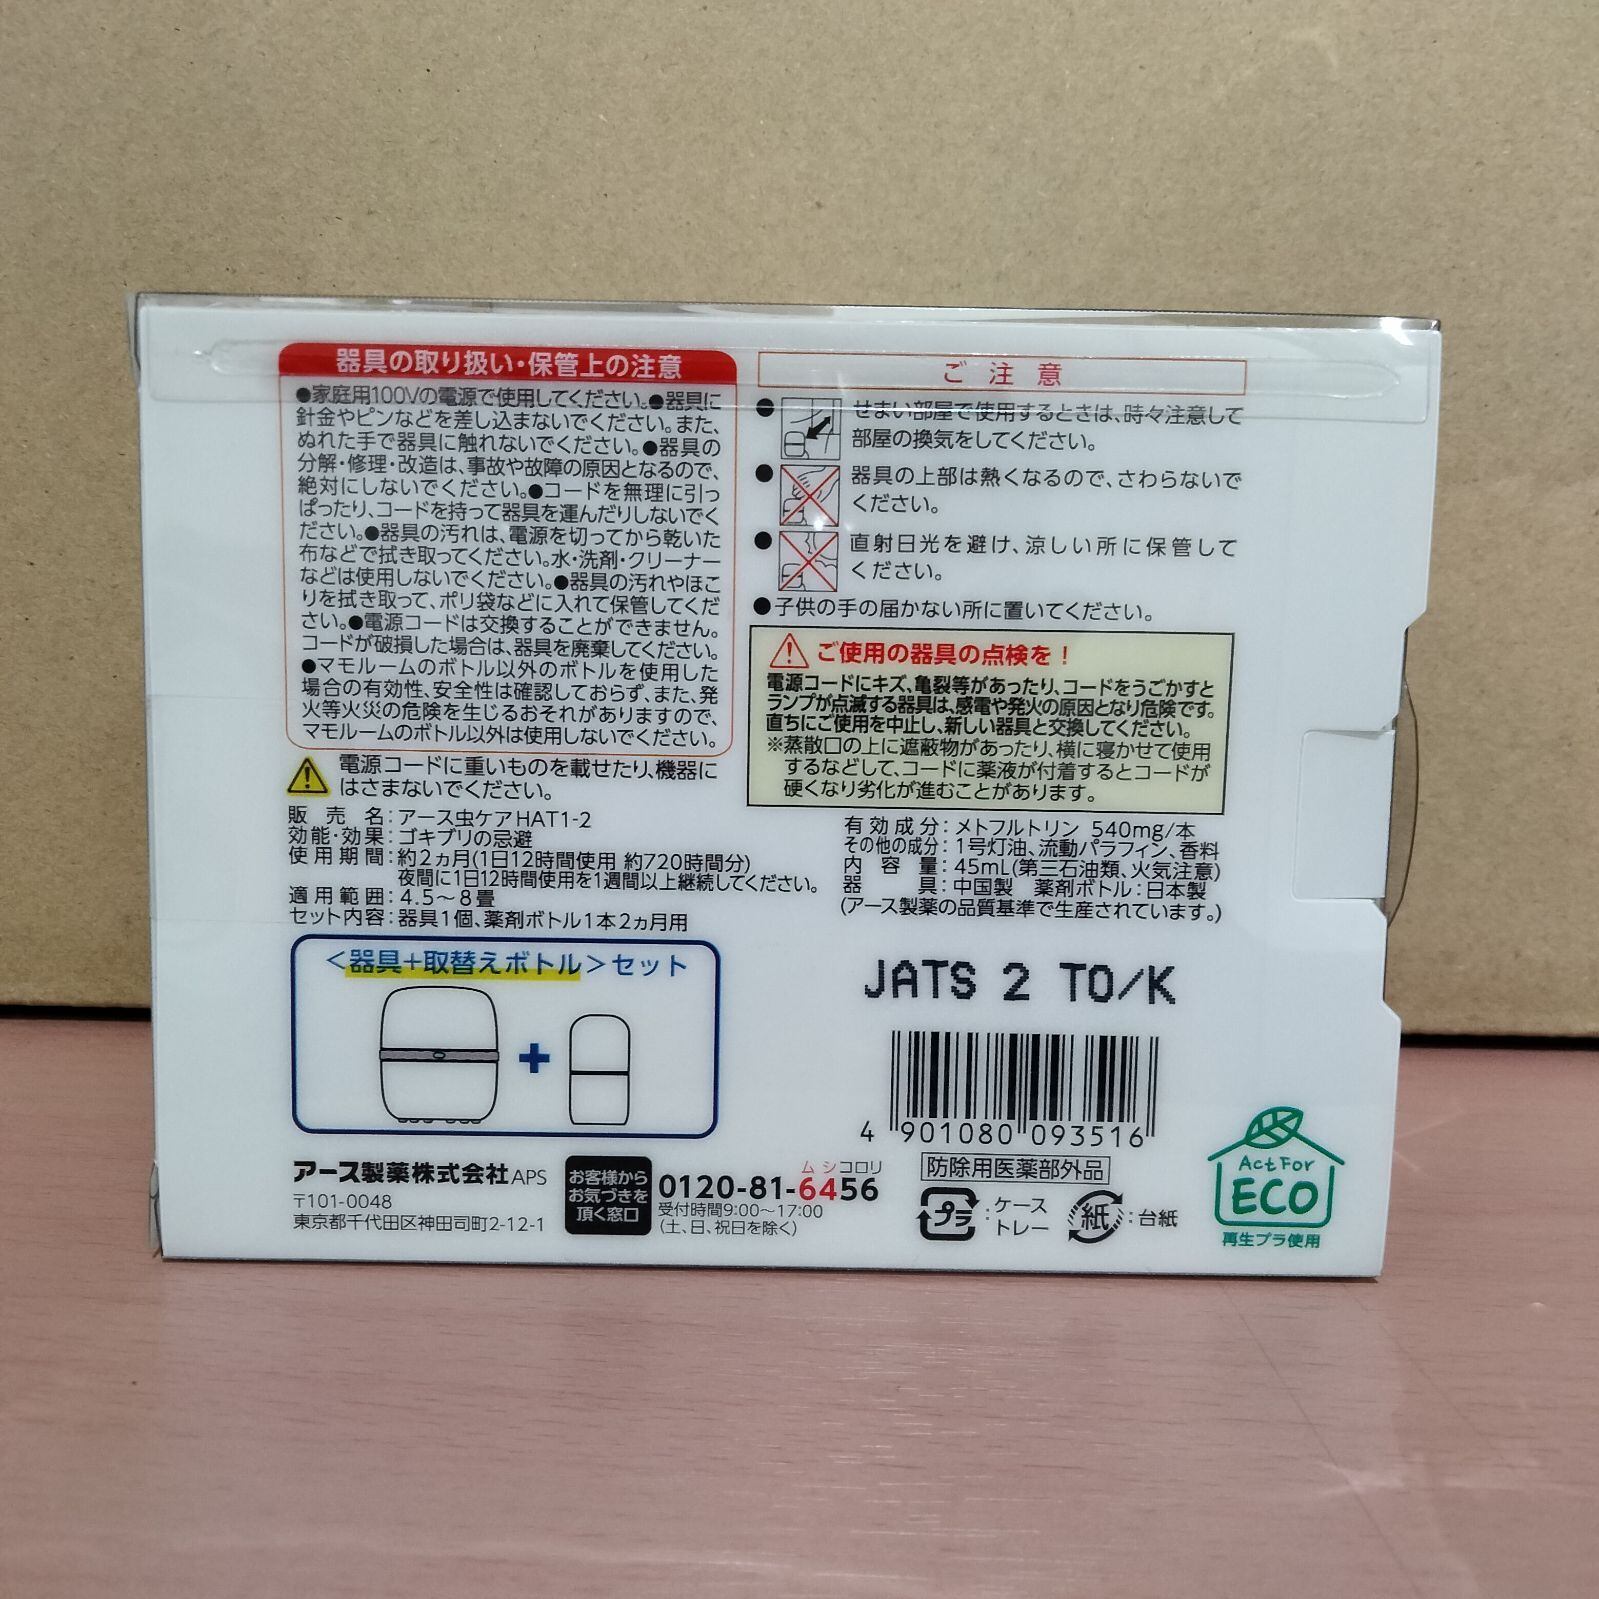 器具の取り扱い・保管上の注意
●家庭用100Vの電源で使用してください。●器具に
針金やピンなどを差し込まないでください。また、
ぬれた手で器具に触れないでください。●器具の
分解・修理・改造は、事故や故障の原因となるので、
絶対にしないでください。●コードを無理に引っ
ぱったり、コードを持って器具を運んだりしないでく
ださい。●器具の汚れは、電源を切ってから乾いた
布などで拭き取ってください。水・洗剤・クリーナー
などは使用しないでください。●器具の汚れやほこ
りを拭き取って、ポリ袋などに入れて保管してくだ
さい。●電源コードは交換することができません。
コードが破損した場合は、器具を廃棄してください。
●マモルームのボトル以外のボトルを使用した
場合の有効性、安全性は確認しておらず、また、発
火等火災の危険を生じるおそれがありますので、
マモルームのボトル以外は使用しないでください。
電源コードに重いものを載せたり、機器に
はさまないでください。
販売名：アース虫ケアHAT1-2
効能・効果：ゴキブリの忌避
使用期間：約2ヵ月(1日12時間使用 約720時間分)
夜間に1日12時間使用を1週間以上継続してください。
適用範囲：4.5～8畳
セット内容：器具1個、薬剤ボトル1本2ヵ月用
＜器具＋取替えボトル＞セット
+
アース製薬株式会社APS
〒101-0048
東京都千代田区神田司町2-12-1
お客様から
お気づきを
頂く窓口
ムシコロリ
0120-81-6456
受付時間9:00～17:00
(土、日、祝日を除く)
ご注意
●せまい部屋で使用するときは、時々注意して
部屋の換気をしてください。
●器具の上部は熱くなるので、さわらないで
ください。
●直射日光を避け、涼しい所に保管して
ください。
●子供の手の届かない所に置いてください。
ご使用の器具の点検を！
電源コードにキズ、亀裂等があったり、コードをうごかすと
ランプが点滅する器具は、感電や発火の原因となり危険です。
直ちにご使用を中止し、新しい器具と交換してください。
※蒸散口の上に遮蔽物があったり、横に寝かせて使用
するなどして、コードに薬液が付着するとコードが
硬くなり劣化が進むことがあります。
有効成分：メトフルトリン 540mg/本
その他の成分：1号灯油、流動パラフィン、香料
内容量：45mL(第三石油類、火気注意)
器具：中国製 薬剤ボトル：日本製
(アース製薬の品質基準で生産されています。)
JATS 2 TO/K
4 901080 093516
防除用医薬部外品
プラ：ケース
トレー
紙：台紙
Act For
ECO
再生プラ使用